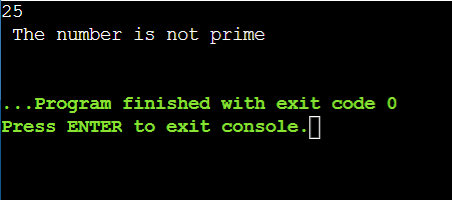 25
The number is not prime
...Program finished with exit code 0
Press ENTER to exit console.